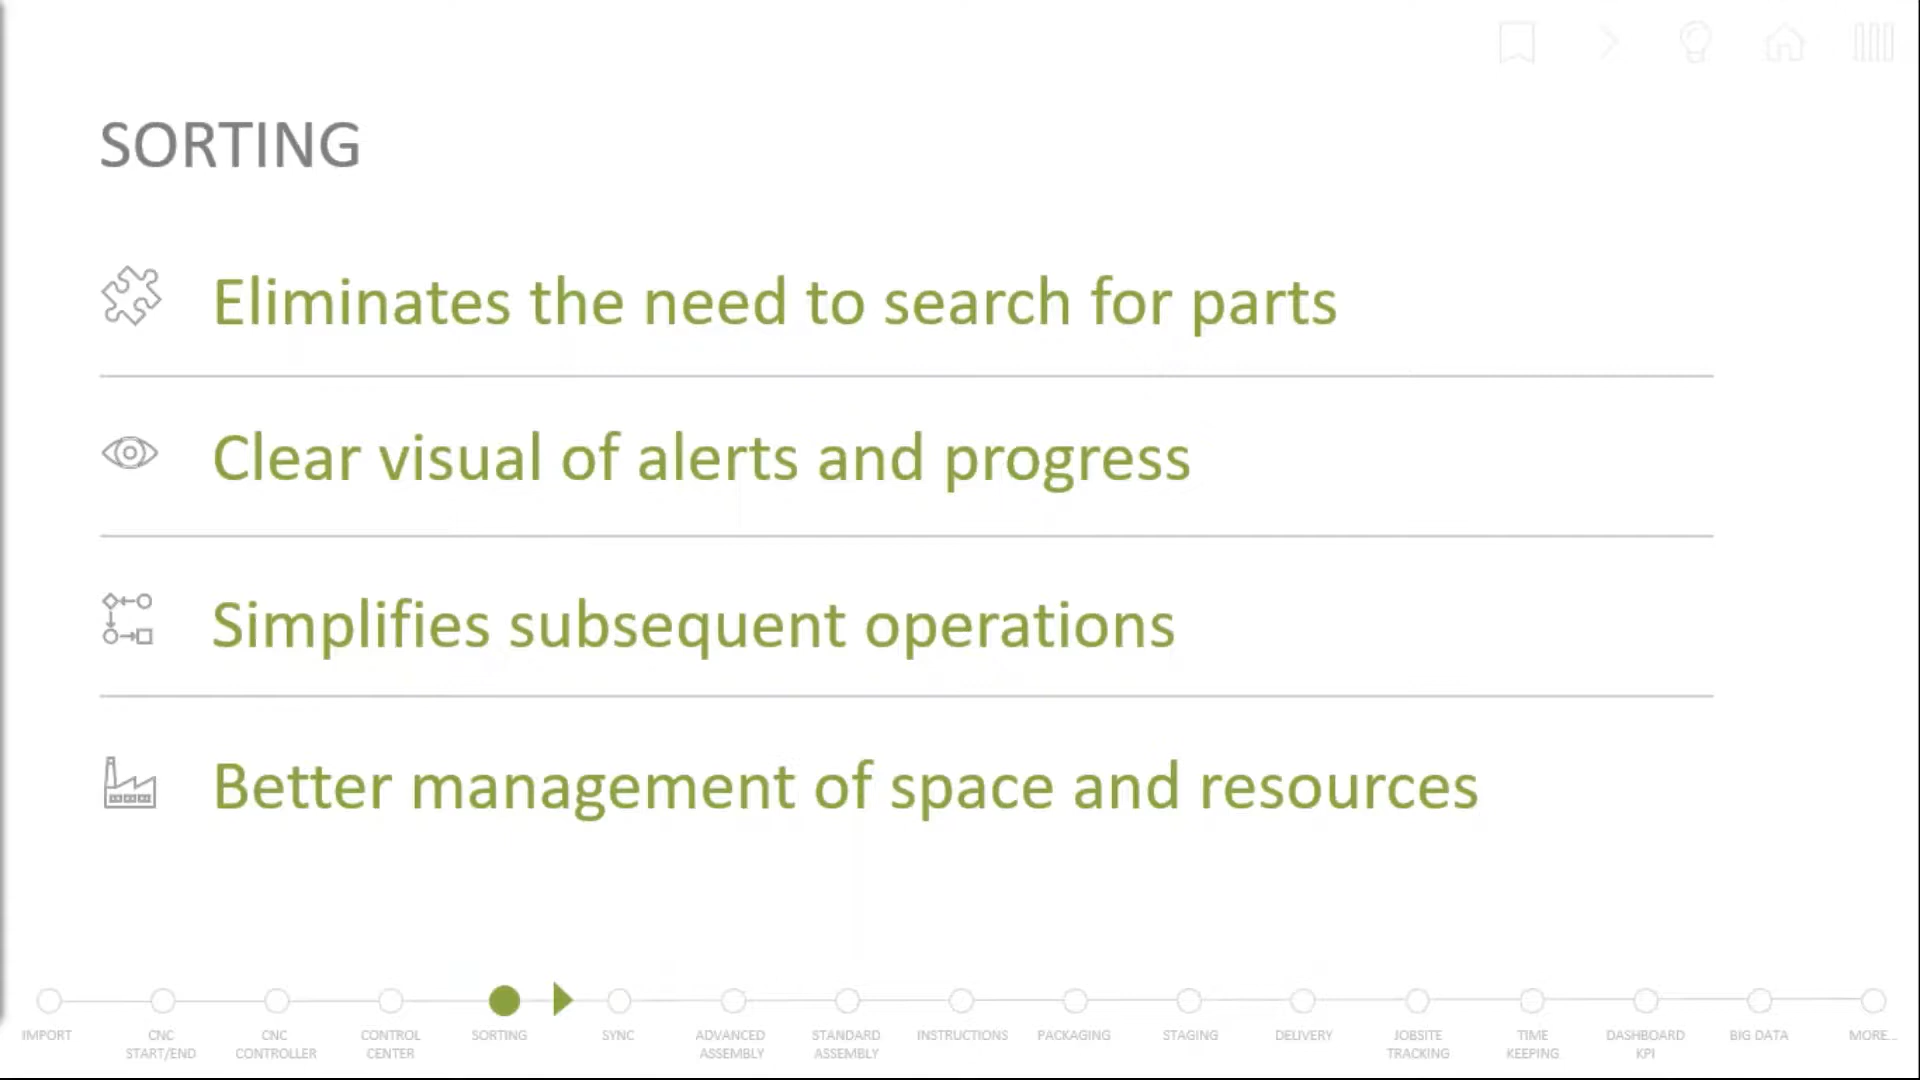 SORTING
Eliminates the need to search for parts
Clear visual of alerts and progress
Simplifies subsequent operations
Better management of space and resources
IMPORT
CNC
START/END
CNC
CONTROLLER
CONTROL
CENTER
SORTING
SYNC
ADVANCED
ASSEMBLY
STANDARD
ASSEMBLY
INSTRUCTIONS
PACKAGING
STAGING
DELIVERY
JOBSITE
TRACKING
TIME
KEEPING
DASHBOARD
KPI
BIG DATA
MORE...